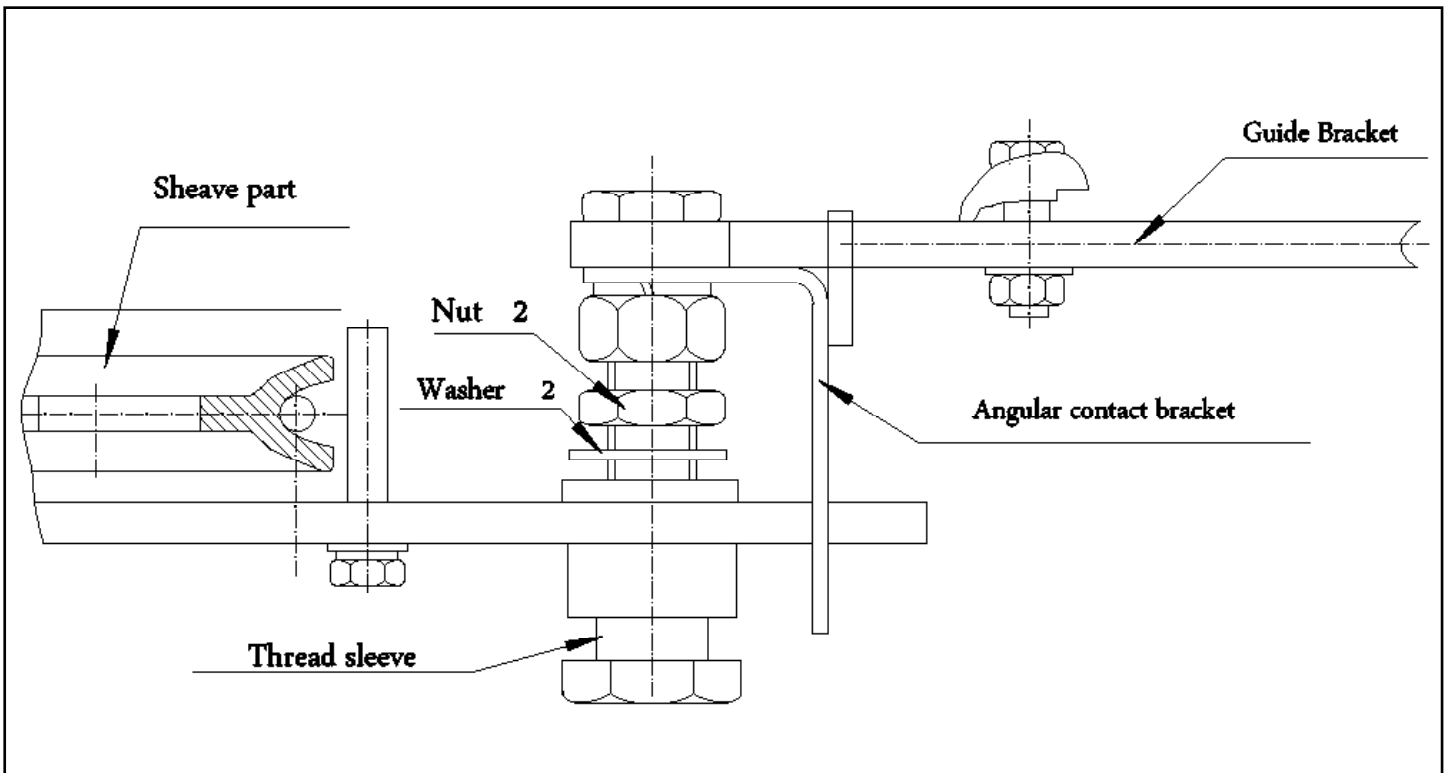 Guide Bracket
Sheave part
Nut 2
Washer 2
Angular contact bracket
Thread sleeve